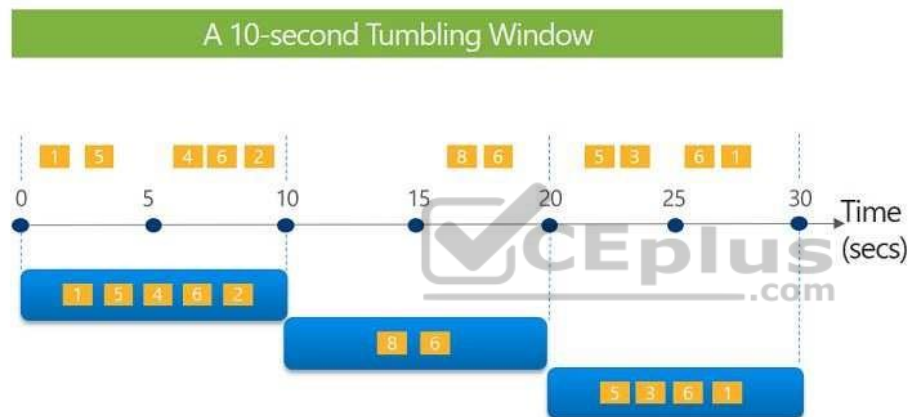 A 10-second Tumbling Window
1 5 4 6 2 8 6 5 3 6 1
0 5 10 15 20 25 30
Time
(secs)
CEplus
.com
1 5 4 6 2
8 6
5 3 6 1